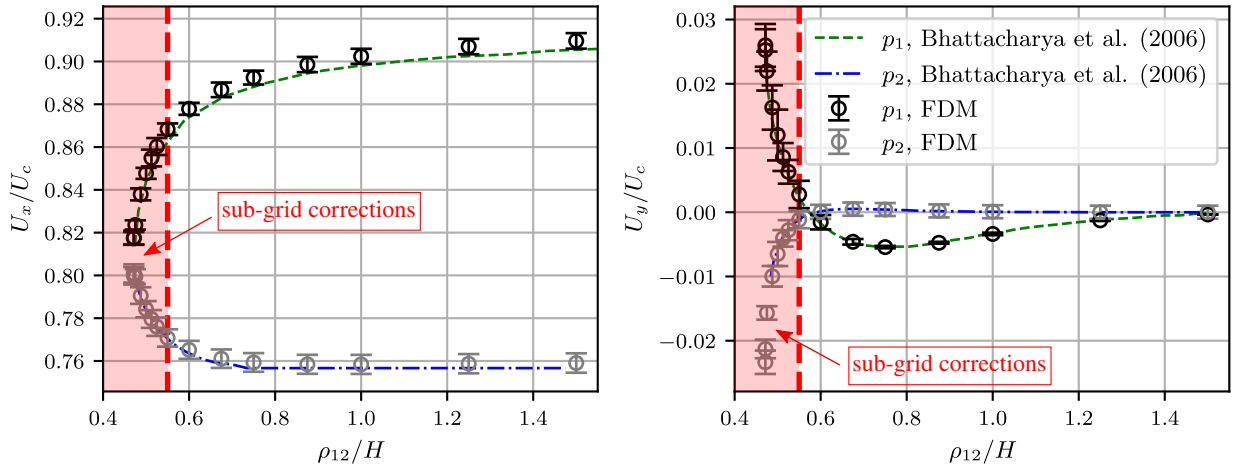 0.92
0.90
0.88
0.86
0.84
0.82
0.80
0.78
0.76
U_x/U_c
sub-grid corrections
0.4 0.6 0.8 1.0 1.2 1.4
ρ_12/H
0.03
0.02
0.01
0.00
−0.01
−0.02
U_y/U_c
p_1, Bhattacharya et al. (2006)
p_2, Bhattacharya et al. (2006)
p_1, FDM
p_2, FDM
sub-grid corrections
0.4 0.6 0.8 1.0 1.2 1.4
ρ_12/H